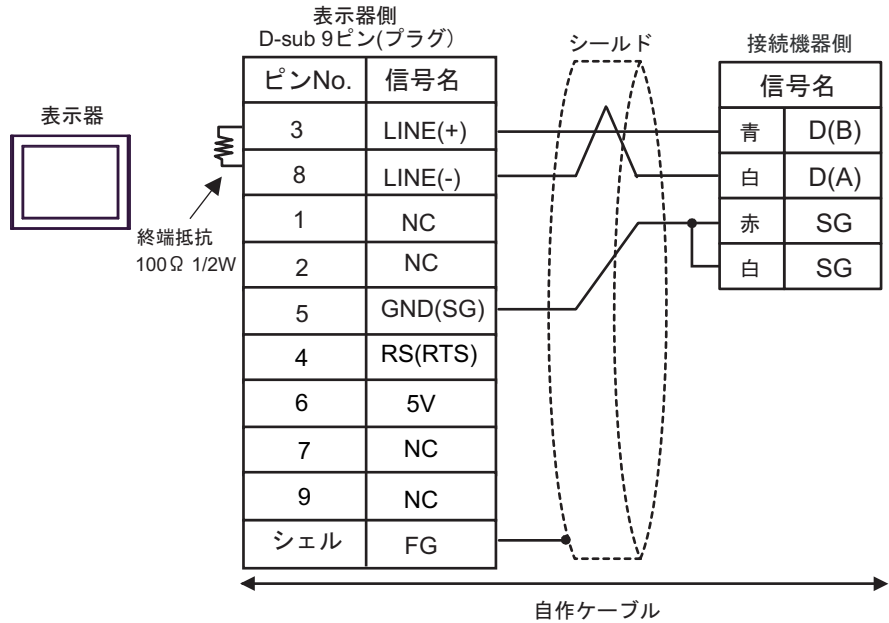 表示器側
D-sub 9ピン(プラグ)
シールド
接続機器側
ピンNo. 信号名
信号名
表示器
3 LINE(+)
青 D(B)
8 LINE(-)
白 D(A)
1 NC
赤 SG
終端抵抗
100Ω 1/2W
2 NC
白 SG
5 GND(SG)
4 RS(RTS)
6 5V
7 NC
9 NC
シェル FG
自作ケーブル